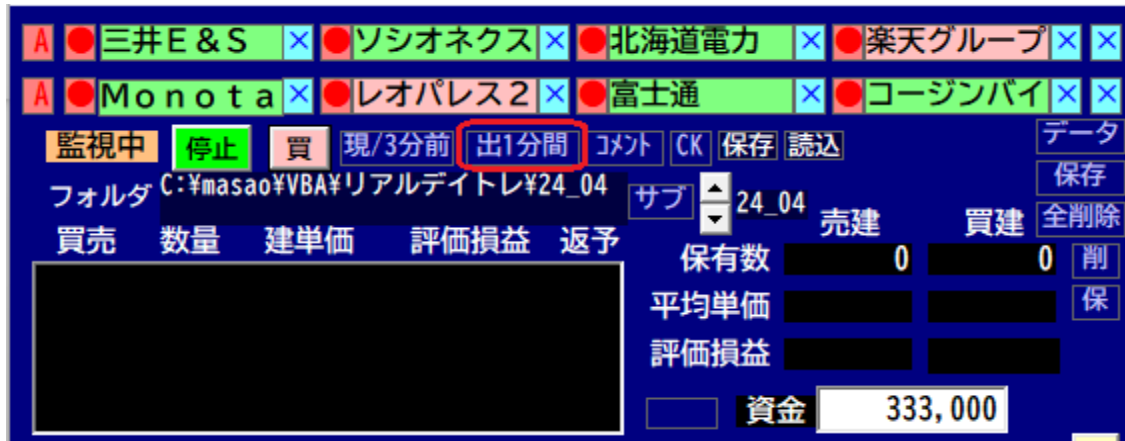 A ●三井E&S × ●ソシオネクス × ●北海道電力 × ●楽天グループ × ×
A ●Monota × ●レオパレス2 × ●富士通 × ●コージンバイ × ×
監視中 停止 買 現/3分前 出1分間 コメント CK 保存 読込 データ
フォルダ C:¥masao¥VBA¥リアルデイトレ¥24_04 サブ 24_04 保存
買売 数量 建単価 評価損益 返予 売建 買建 全削除
保有数 0 0 削
平均単価 保
評価損益
資金 333,000